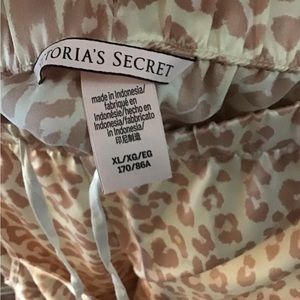 TORIA'S SECRET
made in Indonesia/
fabriqué en
Indonésie/hecho en
Indonesia/fabbricato
in Indonesia/
印尼制造
XL/XG/EG
170/86A